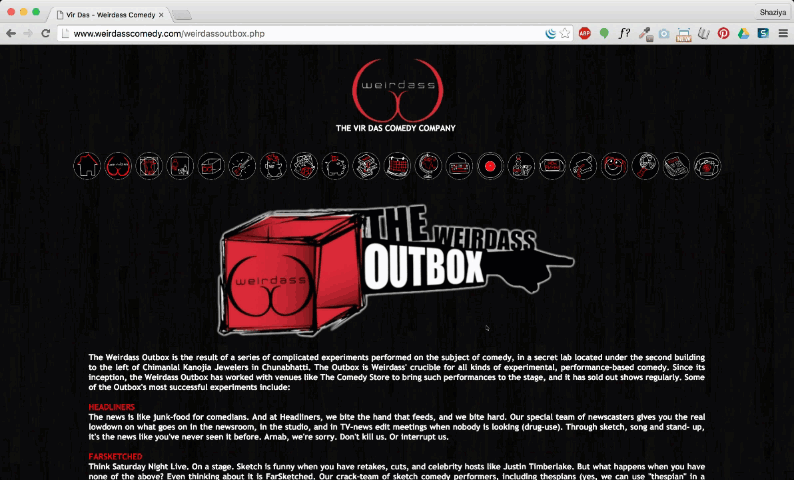 Vir Das - Weirdass Comedy
Shaziya
www.weirdasscomedy.com/weirdassoutbox.php
ABP
f?
NEW
S
weirdass
THE VIR DAS COMEDY COMPANY
THE WEIRDASS
OUTBOX
weirdass
The Weirdass Outbox is the result of a series of complicated experiments performed on the subject of comedy, in a secret lab located under the second building
to the left of Chimanlal Kanojia Jewelers in Chunabhatti. The Outbox is Weirdass' crucible for all kinds of experimental, performance-based comedy. Since its
inception, the Weirdass Outbox has worked with venues like The Comedy Store to bring such performances to the stage, and it has sold out shows regularly. Some
of the Outbox's most successful experiments include:
HEADLINERS
The news is like junk-food for comedians. And at Headliners, we bite the hand that feeds, and we bite hard. Our special team of newscasters gives you the real
lowdown on what goes on in the newsroom, in the studio, and in TV-news edit meetings when nobody is looking (drug-use). Through sketch, song and stand- up,
it's the news like you've never seen it before. Arnab, we're sorry. Don't kill us. Or interrupt us.
FARSKETCHED
Think Saturday Night Live. On a stage. Sketch is funny when you have retakes, cuts, and celebrity hosts like Justin Timberlake. But what happens when you have
none of the above? Even thinking about it is FarSketched. Our crack-team of sketch comedy performers, including thespians (yes, we can use "thespian" in a